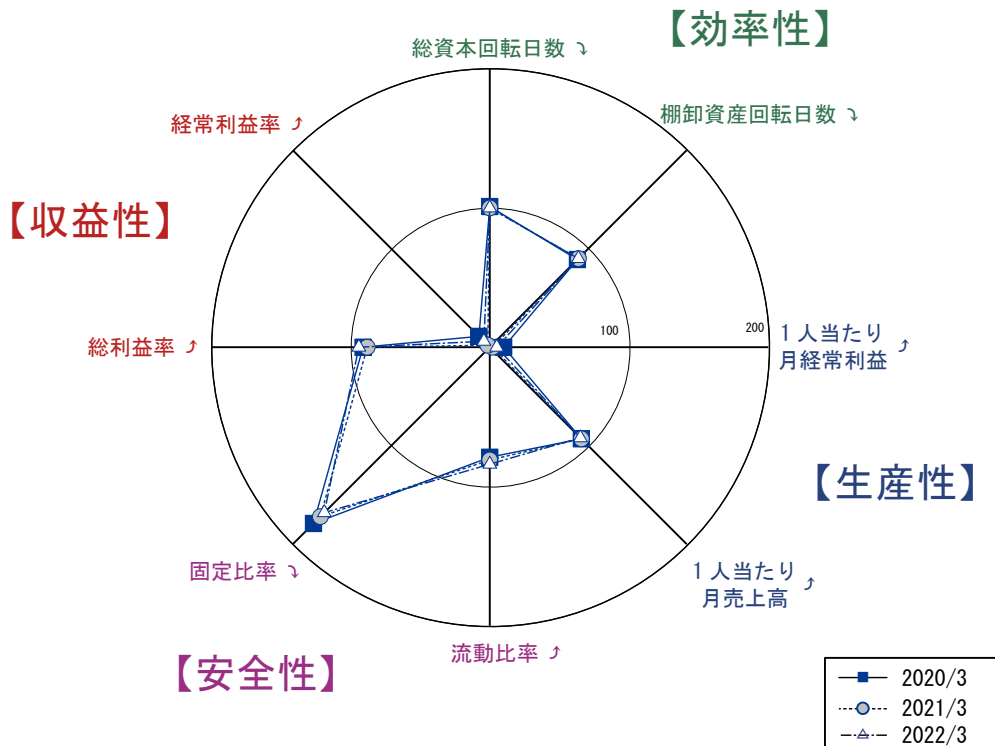 【効率性】
総資本回転日数 ⤵
棚卸資産回転日数 ⤵
経常利益率 ⤴
【収益性】
総利益率 ⤴
100
200
1人当たり
月経常利益 ⤴
【生産性】
1人当たり
月売上高 ⤴
固定比率 ⤵
流動比率 ⤴
【安全性】
2020/3
2021/3
2022/3